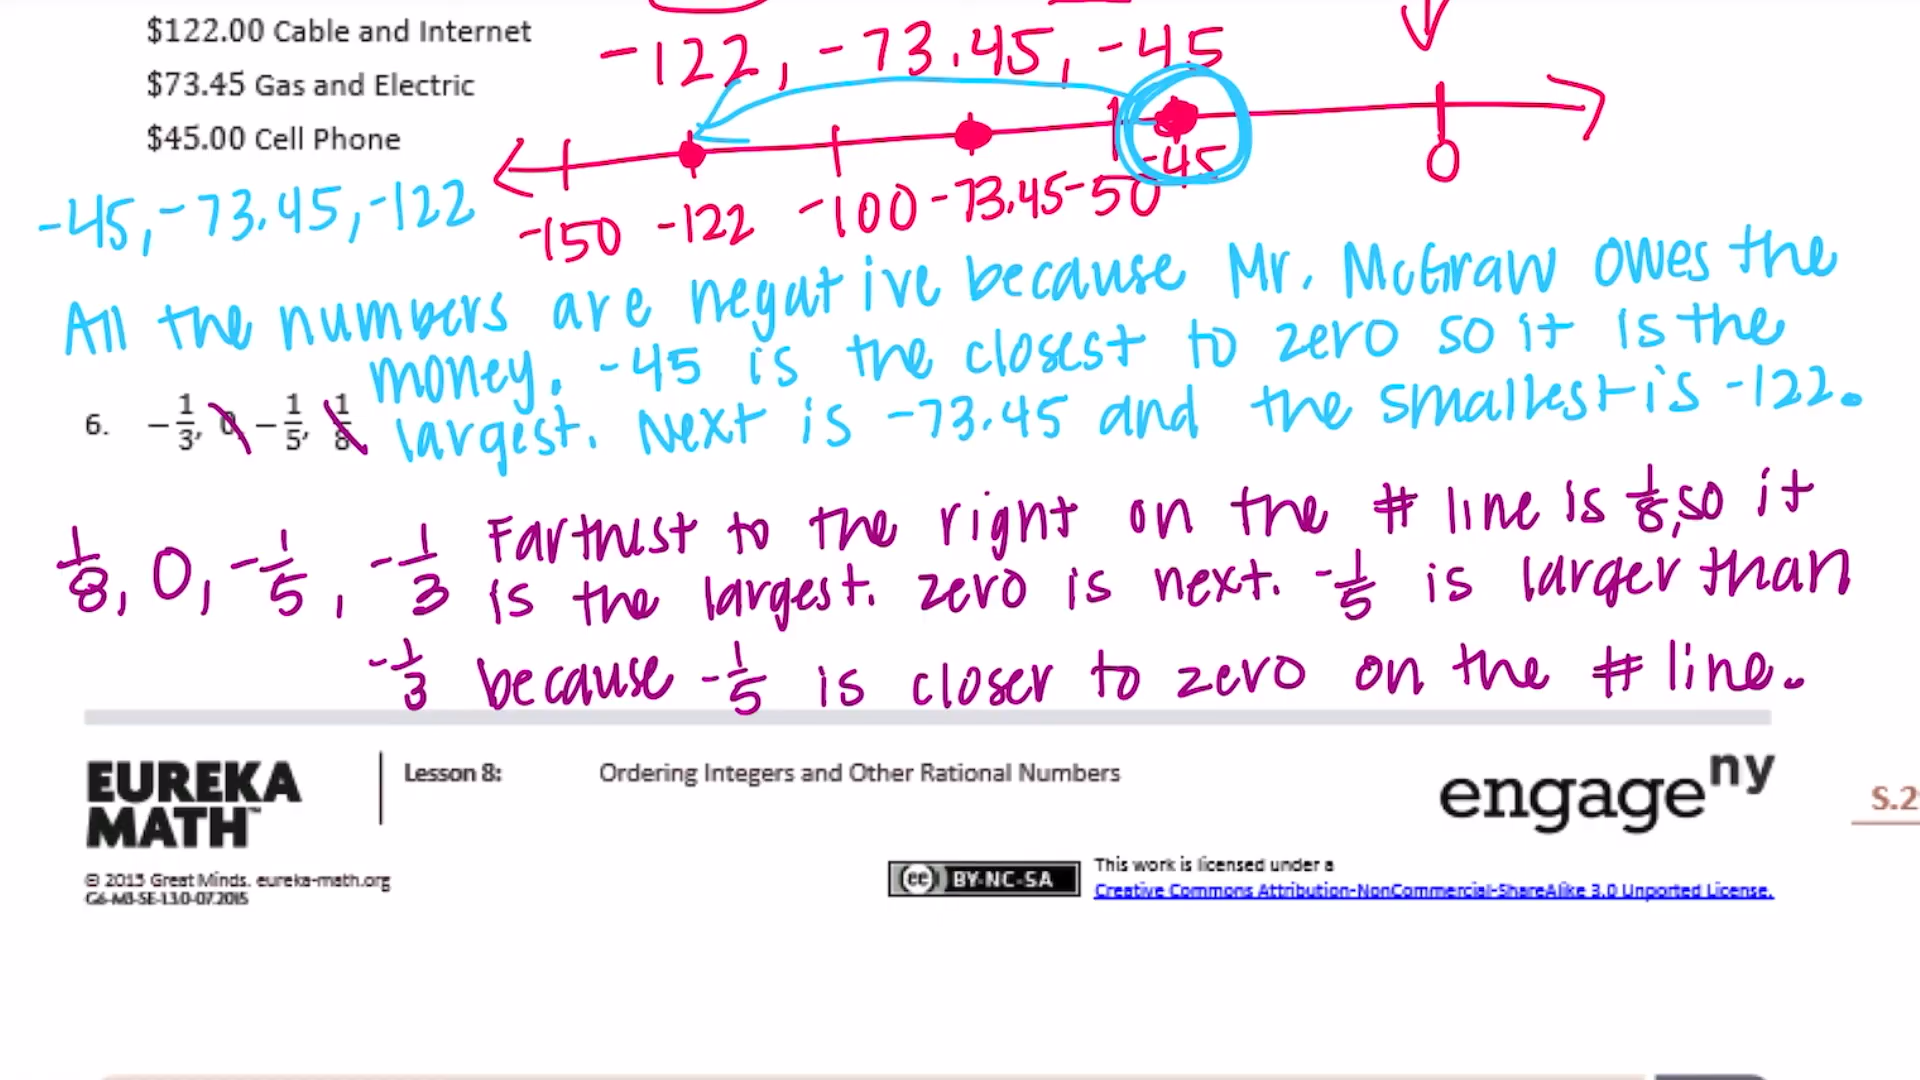 $122.00 Cable and Internet
-122, -73.45, -45
$73.45 Gas and Electric
$45.00 Cell Phone
-45
0
-150 -122 -100 -73.45 -50
-45, -73.45, -122
All the numbers are negative because Mr. McGraw owes the
money. -45 is the closest to zero so it is the
6. -1/3, 0, -1/5, 1/8
largest. Next is -73.45 and the smallest is -122.
1/8, 0, -1/5, -1/3
Farthest to the right on the # line is 1/8, so it
is the largest. Zero is next. -1/5 is larger than
-1/3 because -1/5 is closer to zero on the # line.
EUREKA
MATH™
Lesson 8: Ordering Integers and Other Rational Numbers
engage ny
S.2
© 2015 Great Minds. eureka-math.org
G6-M3-SE-1.3.0-07.2015
cc BY-NC-SA
This work is licensed under a
Creative Commons Attribution-NonCommercial-ShareAlike 3.0 Unported License.